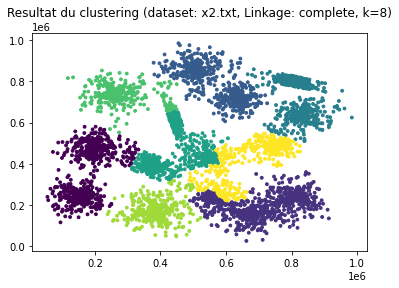 Resultat du clustering (dataset: x2.txt, Linkage: complete, k=8)
1e6
1.0
0.8
0.6
0.4
0.2
0.0
0.2 0.4 0.6 0.8 1.0
1e6